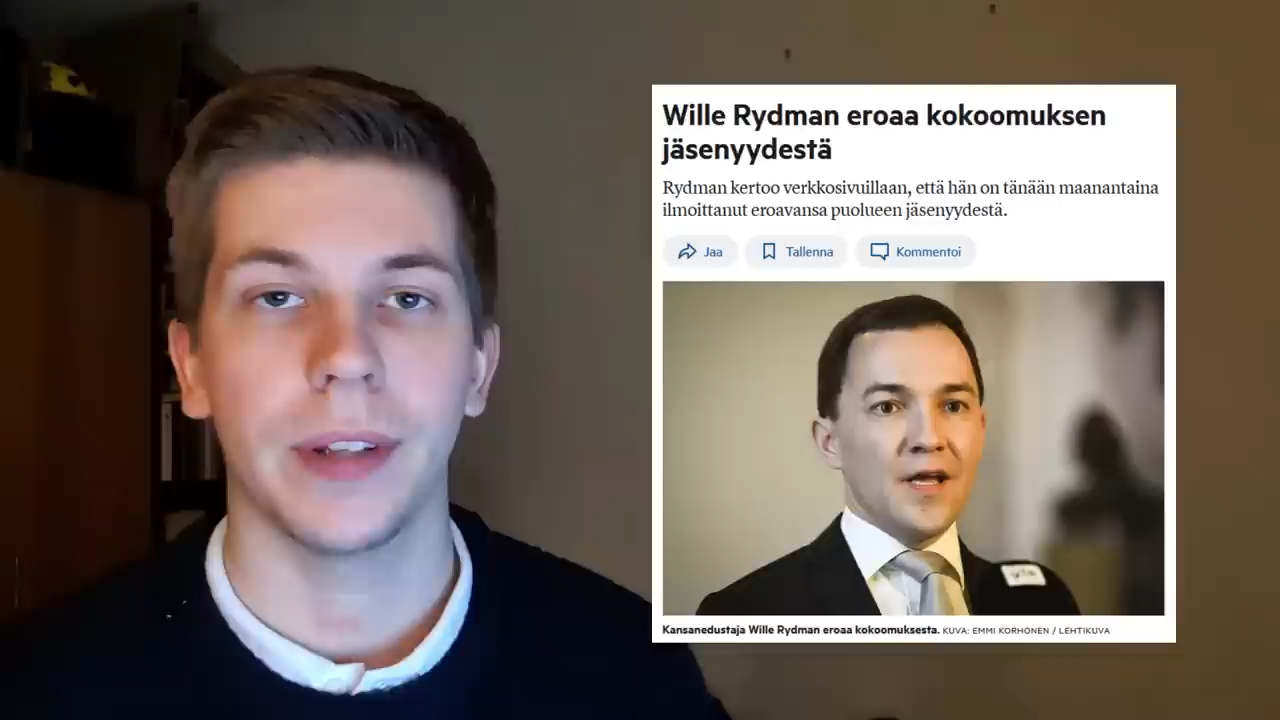 Wille Rydman eroaa kokoomuksen
jäsenyydestä
Rydman kertoo verkkosivuillaan, että hän on tänään maanantaina
ilmoittanut eroavansa puolueen jäsenyydestä.
Jaa Tallenna Kommentoi
yle
Kansanedustaja Wille Rydman eroaa kokoomuksesta. KUVA: EMMI KORHONEN / LEHTIKUVA